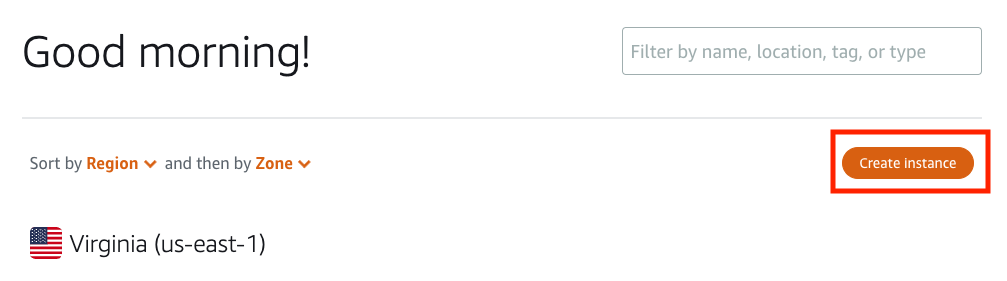 Good morning!
Filter by name, location, tag, or type
Sort by Region and then by Zone
Create instance
Virginia (us-east-1)